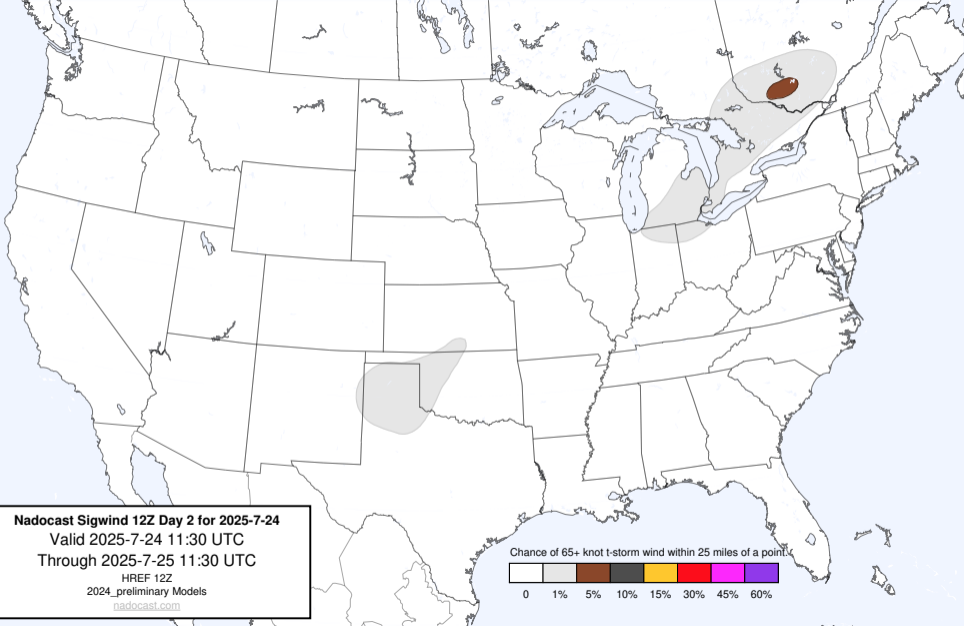 Nadocast Sigwind 12Z Day 2 for 2025-7-24
Valid 2025-7-24 11:30 UTC
Through 2025-7-25 11:30 UTC
HREF 12Z
2024_preliminary Models
nadocast.com
Chance of 65+ knot t-storm wind within 25 miles of a point.
0 1% 5% 10% 15% 30% 45% 60%